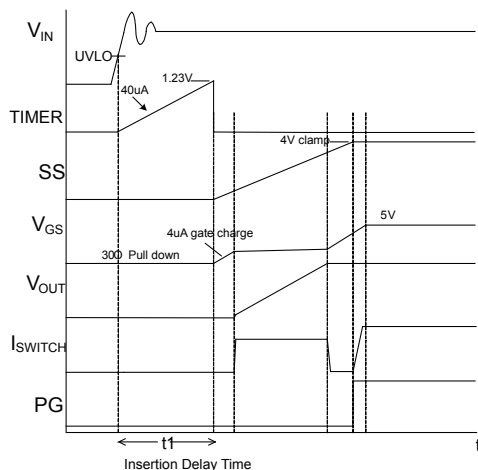 VIN
UVLO
1.23V
40uA
TIMER
4V clamp
SS
VGS
5V
4uA gate charge
30Ω Pull down
VOUT
ISWITCH
PG
t1
t
Insertion Delay Time